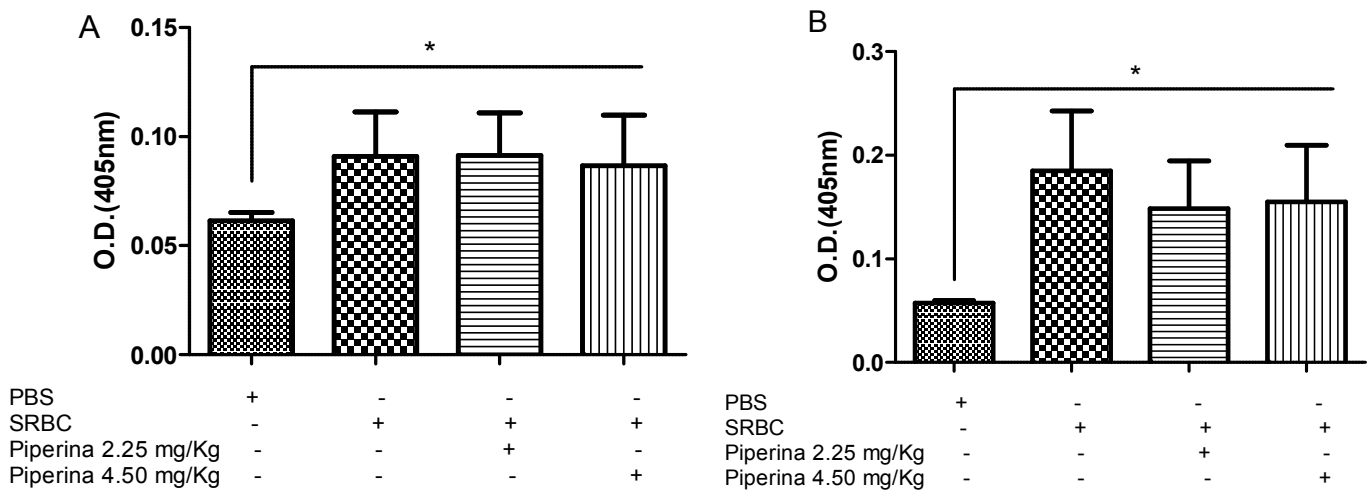 A
O.D.(405nm)
0.15
0.10
0.05
0.00
*
PBS + - - -
SRBC - + + +
Piperina 2.25 mg/Kg - - + -
Piperina 4.50 mg/Kg - - - +
B
O.D.(405nm)
0.3
0.2
0.1
0.0
*
PBS + - - -
SRBC - + + +
Piperina 2.25 mg/Kg - - + -
Piperina 4.50 mg/Kg - - - +